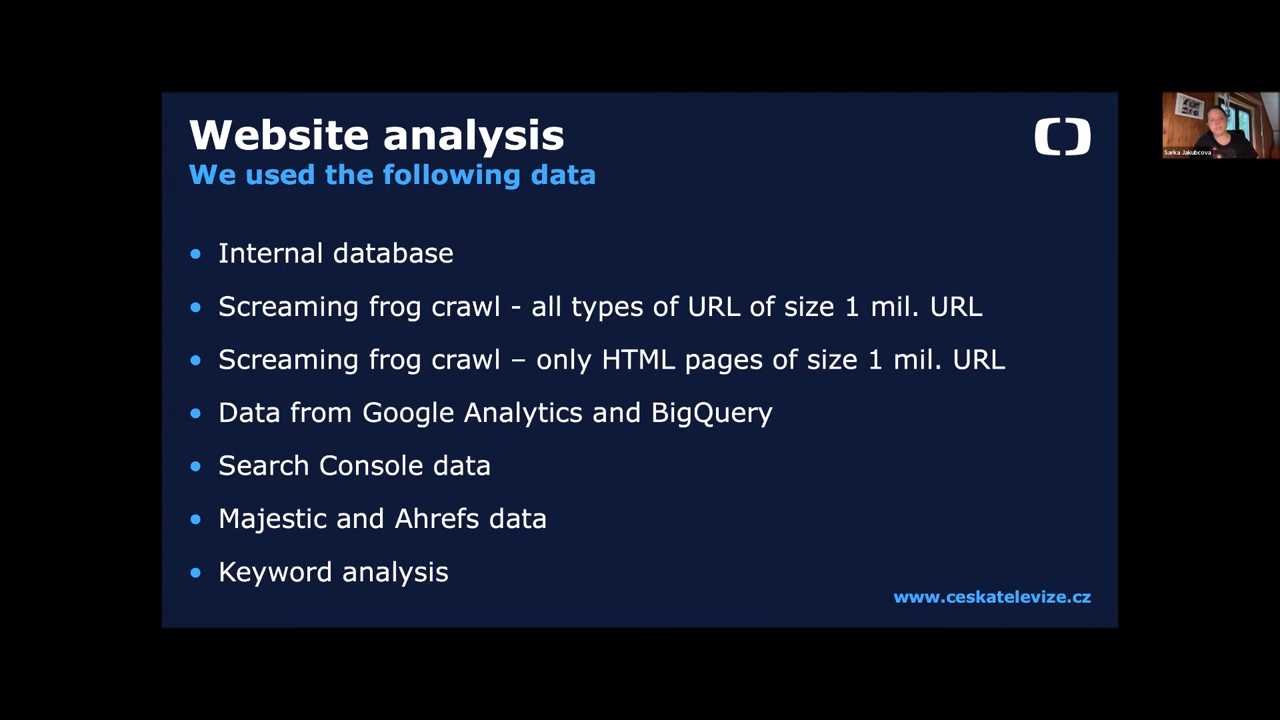 Website analysis
We used the following data
Internal database
Screaming frog crawl - all types of URL of size 1 mil. URL
Screaming frog crawl – only HTML pages of size 1 mil. URL
Data from Google Analytics and BigQuery
Search Console data
Majestic and Ahrefs data
Keyword analysis
www.ceskatelevize.cz
Sarka Jakubcova